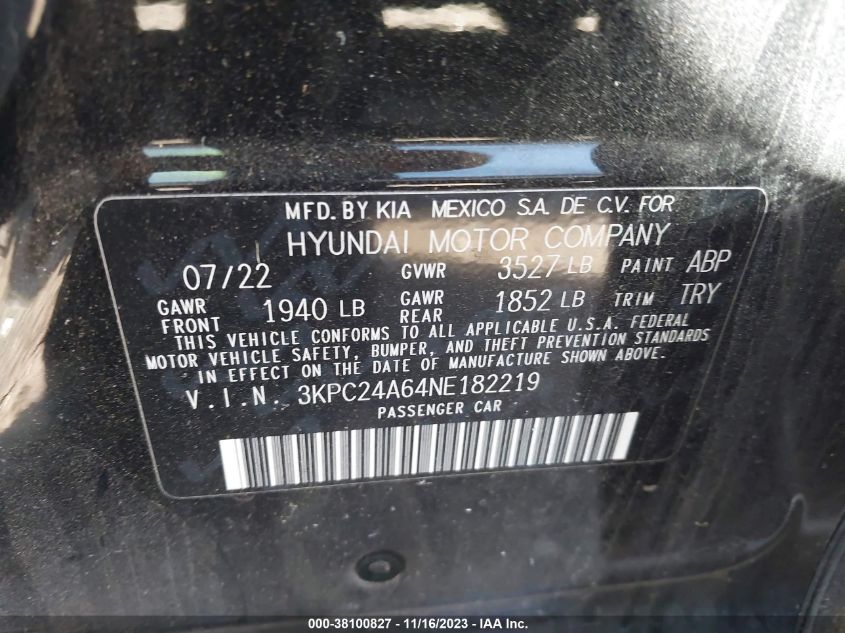 MFD. BY KIA MEXICO S.A. DE C.V. FOR
HYUNDAI MOTOR COMPANY
07/22 GVWR 3527 LB PAINT ABP
GAWR FRONT 1940 LB GAWR REAR 1852 LB TRIM TRY
THIS VEHICLE CONFORMS TO ALL APPLICABLE U.S.A. FEDERAL
MOTOR VEHICLE SAFETY, BUMPER, AND THEFT PREVENTION STANDARDS
IN EFFECT ON THE DATE OF MANUFACTURE SHOWN ABOVE.
V.I.N. 3KPC24A64NE182219
PASSENGER CAR
000-38100827 - 11/16/2023 - IAA Inc.